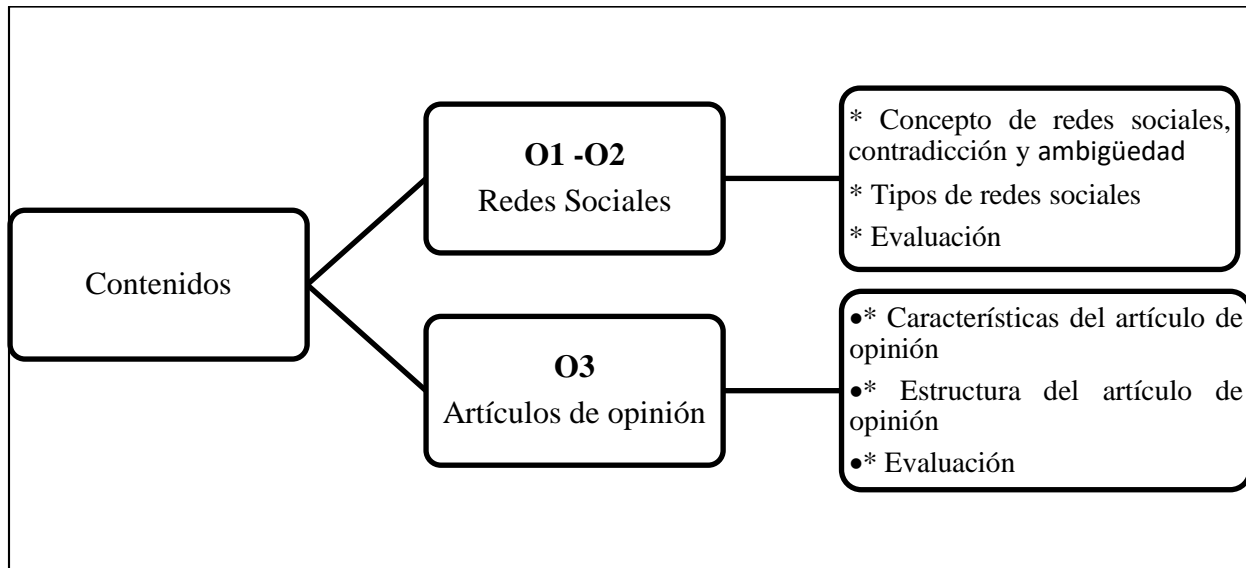 Contenidos
O1 -O2
Redes Sociales
* Concepto de redes sociales,
contradicción y ambigüedad
* Tipos de redes sociales
* Evaluación
O3
Artículos de opinión
●* Características del artículo de
opinión
●* Estructura del artículo de
opinión
●* Evaluación